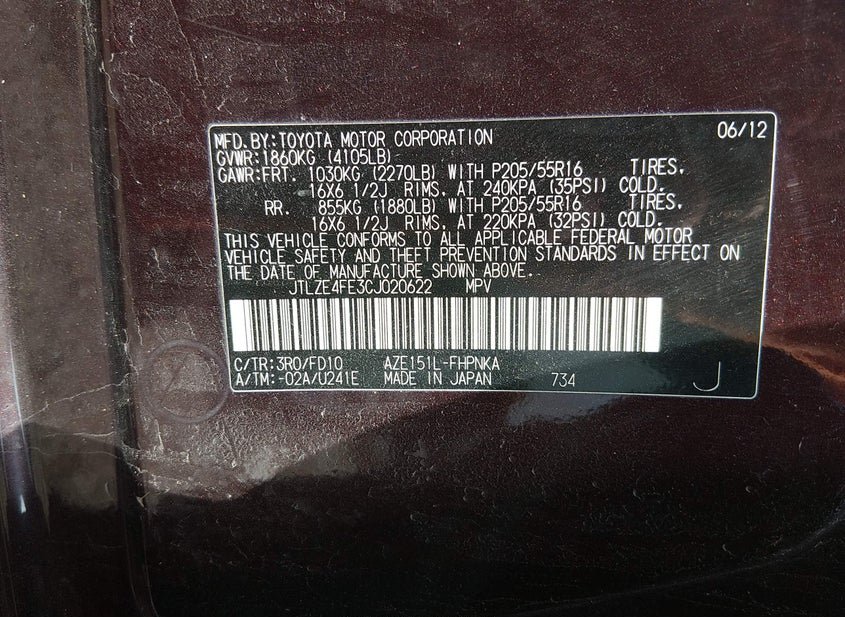 MFD.BY:TOYOTA MOTOR CORPORATION 06/12
GVWR:1860KG (4105LB)
GAWR:FRT. 1030KG (2270LB) WITH P205/55R16 TIRES,
16X6 1/2J RIMS, AT 240KPA (35PSI) COLD.
RR. 855KG (1880LB) WITH P205/55R16 TIRES,
16X6 1/2J RIMS, AT 220KPA (32PSI) COLD.
THIS VEHICLE CONFORMS TO ALL APPLICABLE FEDERAL MOTOR
VEHICLE SAFETY AND THEFT PREVENTION STANDARDS IN EFFECT ON
THE DATE OF MANUFACTURE SHOWN ABOVE.
JTLZE4FE3CJ020622 MPV
C/TR:3R0/FD10 AZE151L-FHPNKA
A/TM:-02A/U241E MADE IN JAPAN 734 J